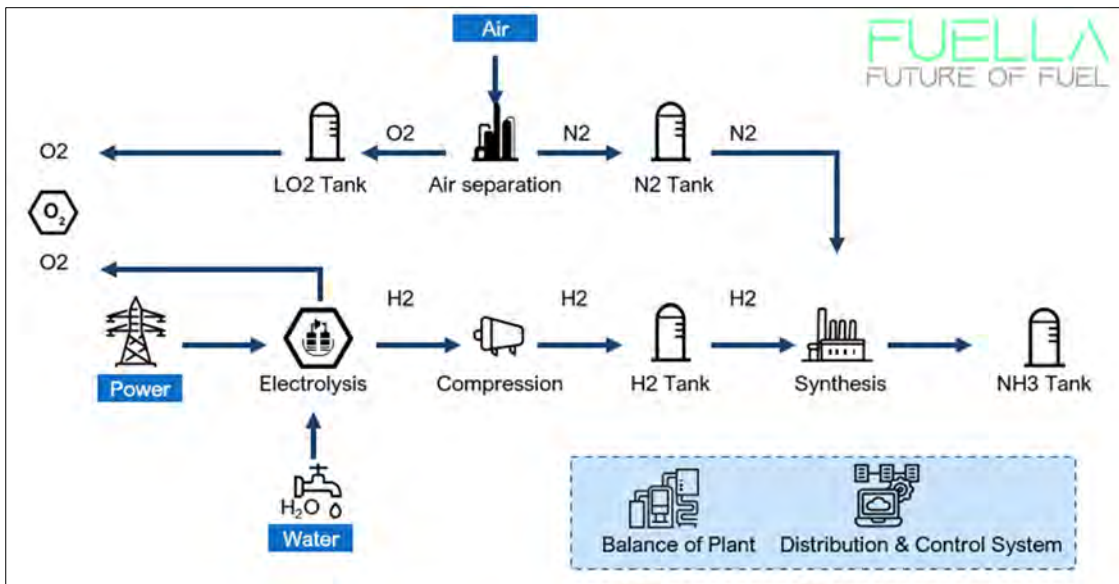 Air
FUELLA
FUTURE OF FUEL
O2
O2
N2
N2
LO2 Tank
Air separation
N2 Tank
O₂
O2
H2
H2
H2
Power
Electrolysis
Compression
H2 Tank
Synthesis
NH3 Tank
H₂O
Water
Balance of Plant
Distribution & Control System